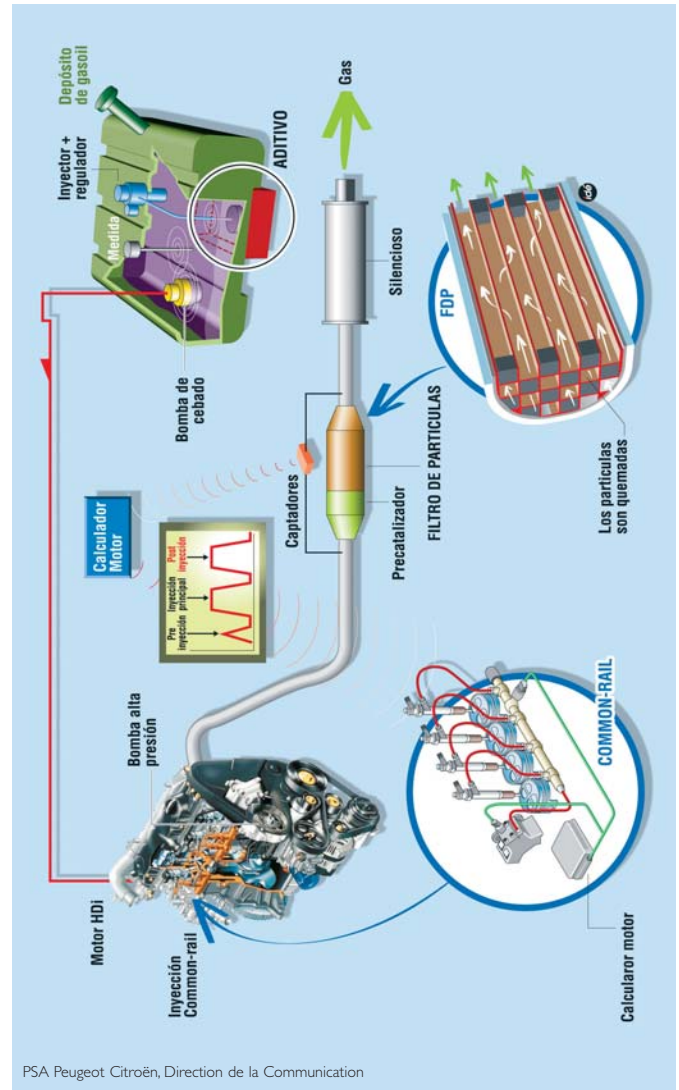 Depósito
de gasoil
Inyector +
regulador
Medida
ADITIVO
Bomba de
cebado
Calculador
Motor
Pre
inyección
Inyección
principal
Post
inyección
Bomba alta
presión
Motor HDi
Inyección
Common-rail
Captadores
Gas
Silencioso
FILTRO DE PARTICULAS
Precatalizador
FDP
idé
Los particulas
son quemadas
COMMON-RAIL
Calcularor motor
PSA Peugeot Citroën, Direction de la Communication